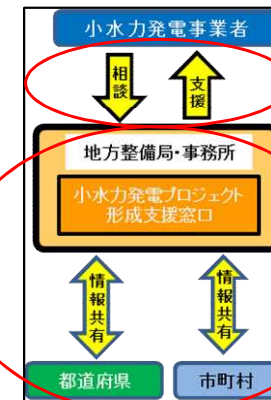 小水力発電事業者
相談
支援
地方整備局・事務所
小水力発電プロジェクト
形成支援窓口
情報共有
情報共有
都道府県
市町村